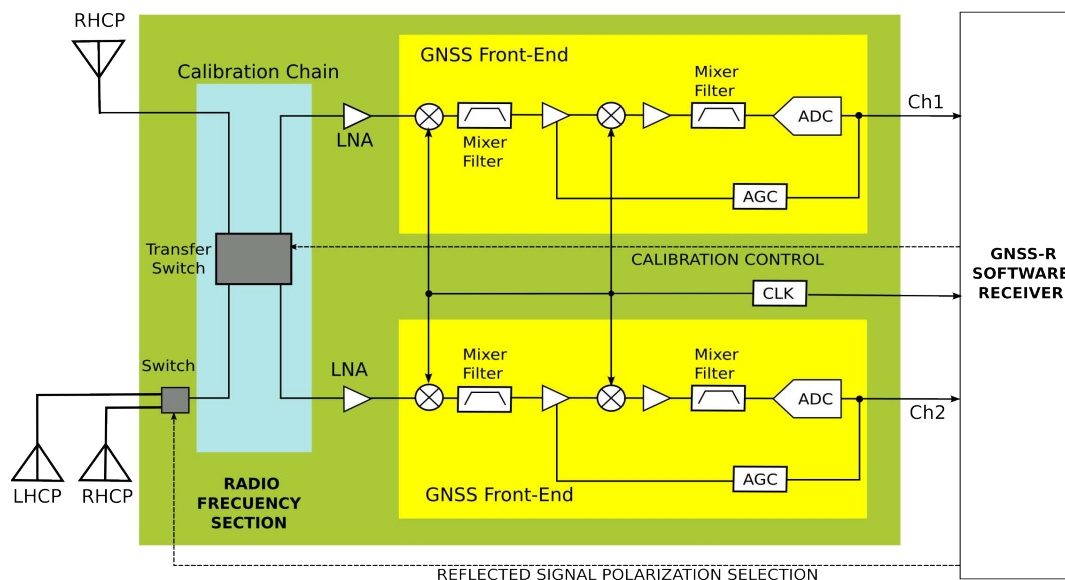 RHCP
Calibration Chain
GNSS Front-End
Mixer
Filter
Mixer
Filter
LNA
ADC
AGC
Ch1
Transfer
Switch
CALIBRATION CONTROL
CLK
GNSS-R
SOFTWARE
RECEIVER
Switch
LNA
Mixer
Filter
Mixer
Filter
ADC
AGC
Ch2
GNSS Front-End
LHCP
RHCP
RADIO
FRECUENCY
SECTION
REFLECTED SIGNAL POLARIZATION SELECTION